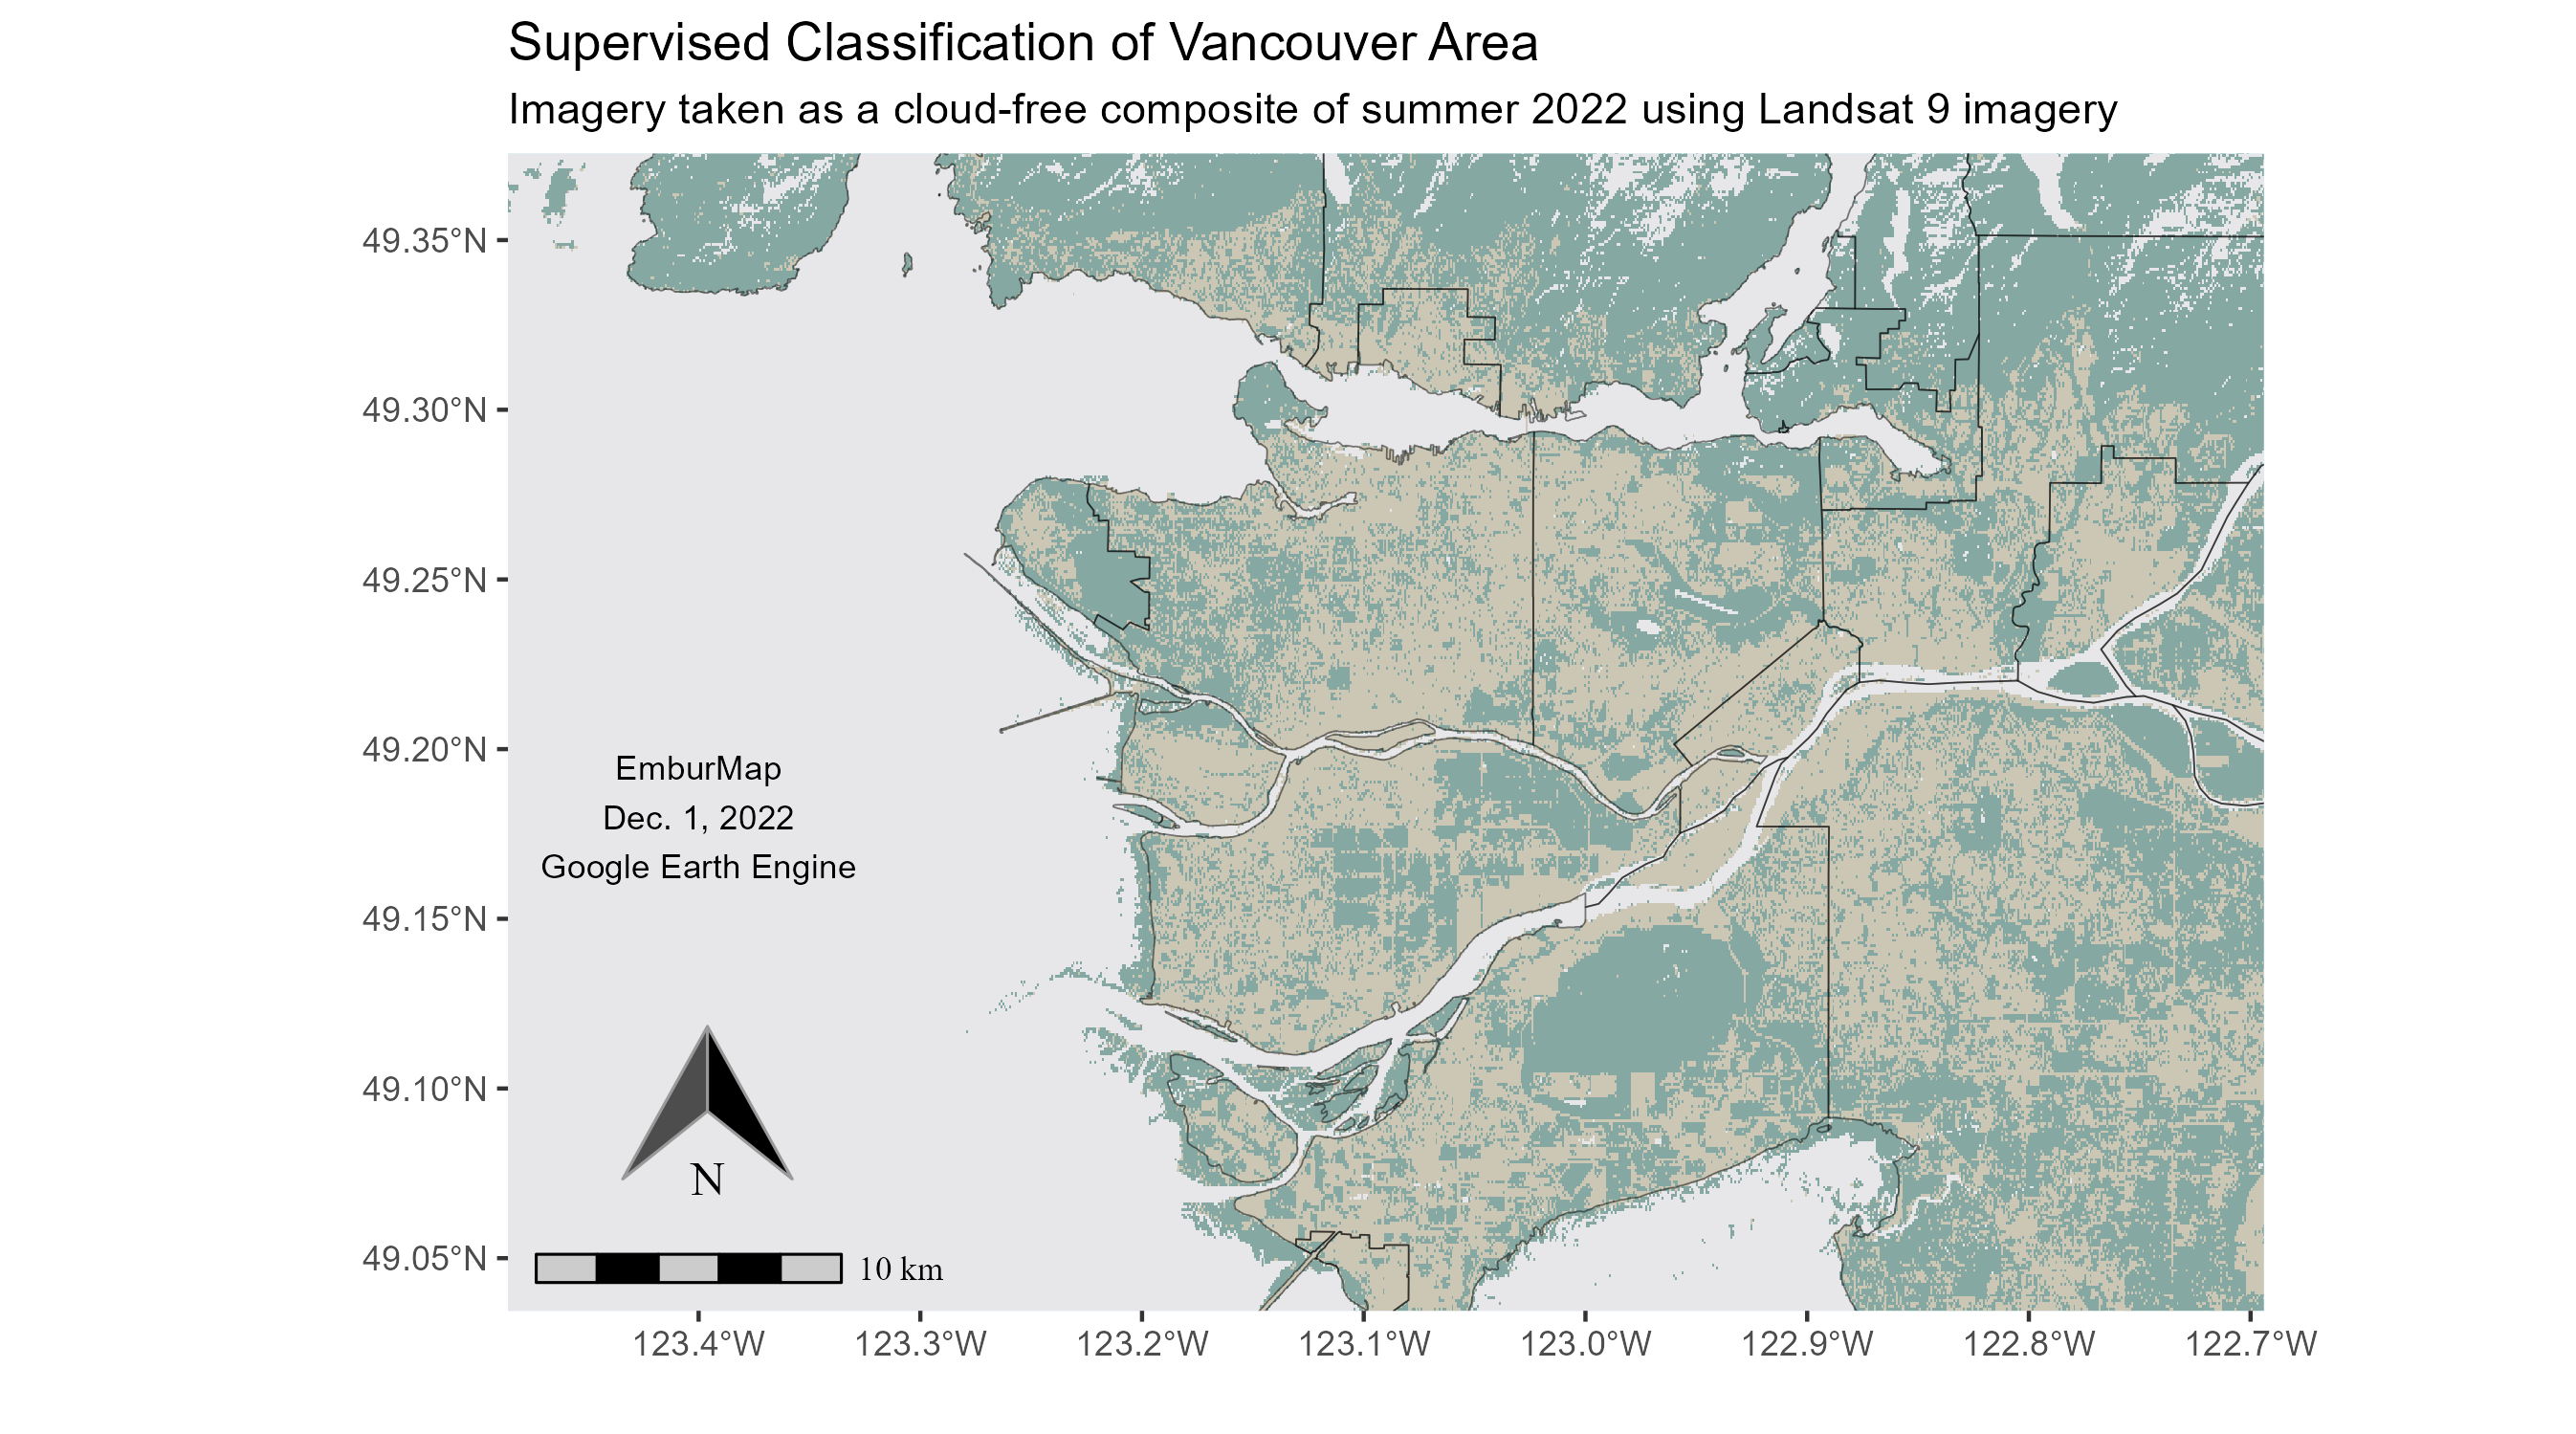 Supervised Classification of Vancouver Area
Imagery taken as a cloud-free composite of summer 2022 using Landsat 9 imagery
49.35°N
49.30°N
49.25°N
49.20°N
49.15°N
49.10°N
49.05°N
EmburMap
Dec. 1, 2022
Google Earth Engine
N
10 km
123.4°W 123.3°W 123.2°W 123.1°W 123.0°W 122.9°W 122.8°W 122.7°W